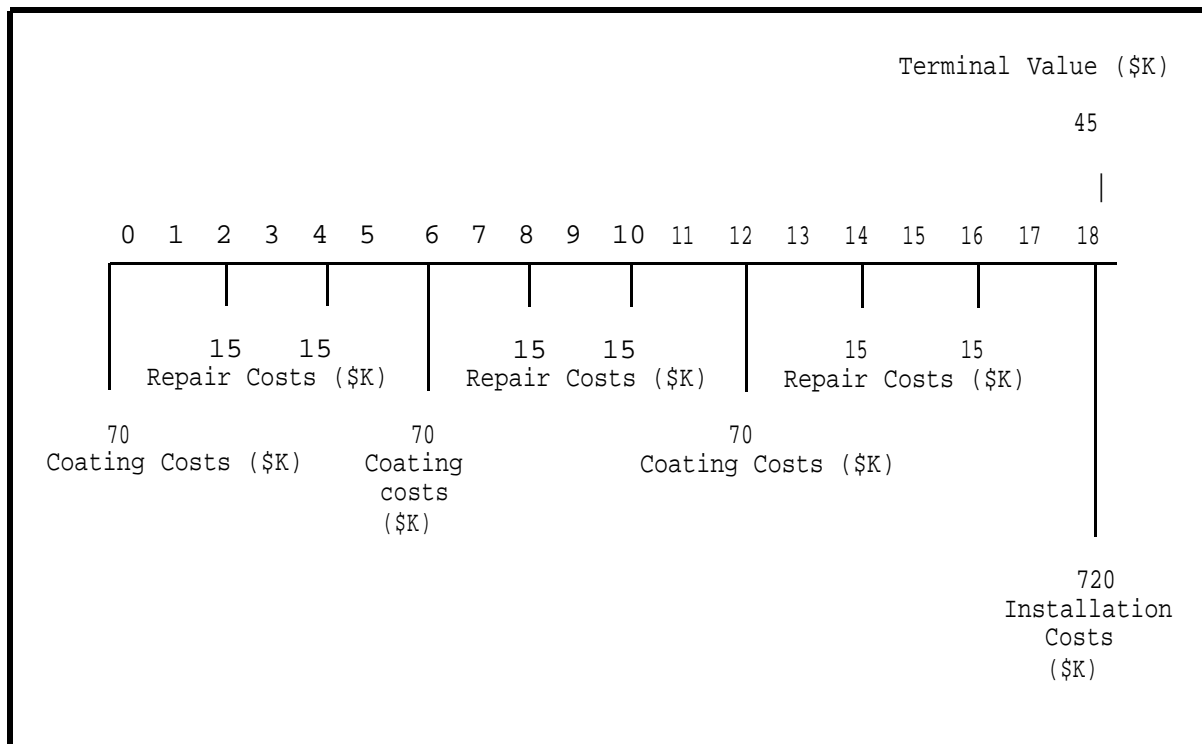 Terminal Value ($K)
45
0 1 2 3 4 5 6 7 8 9 10 11 12 13 14 15 16 17 18
15 15 15 15 15 15
Repair Costs ($K) Repair Costs ($K) Repair Costs ($K)
70 70 70
Coating Costs ($K) Coating Coating Costs ($K)
costs
($K)
720
Installation
Costs
($K)